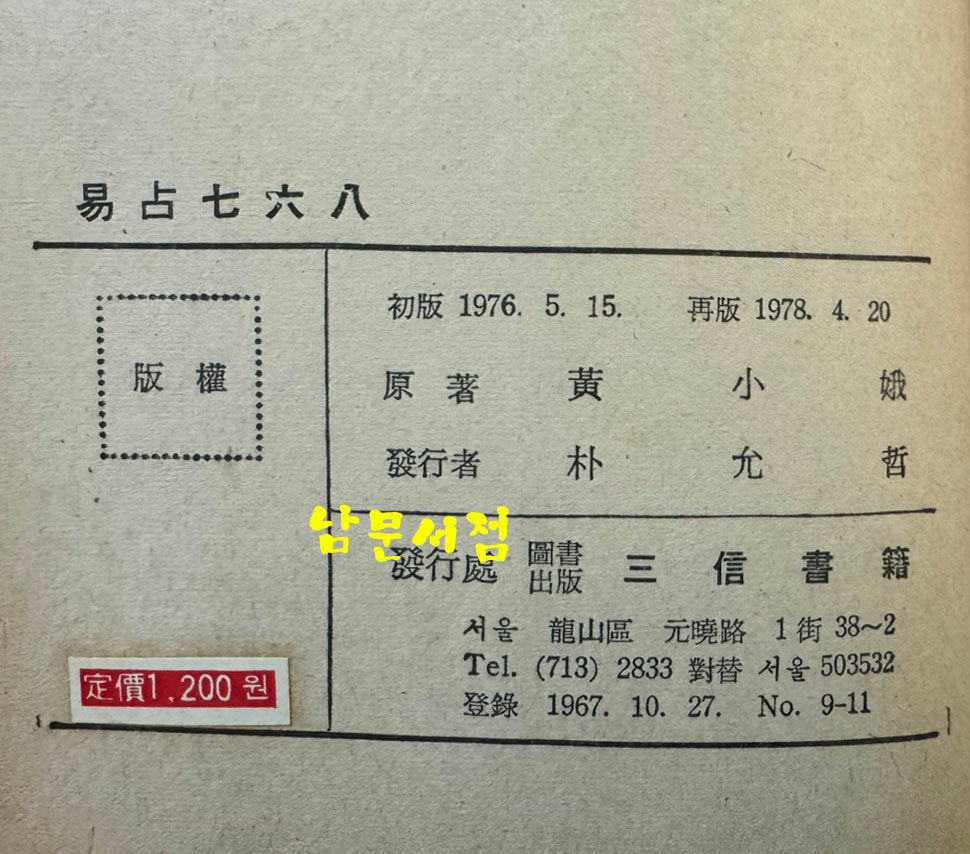 易占七六八
版權
初版 1976. 5. 15. 再版 1978. 4. 20
原著 黃小娥
發行者 朴允哲
남문서점
發行處 圖書出版 三信書籍
서울 龍山區 元曉路 1街 38~2
Tel. (713) 2833 對替 서울 503532
登錄 1967. 10. 27. No. 9-11
定價1,200원